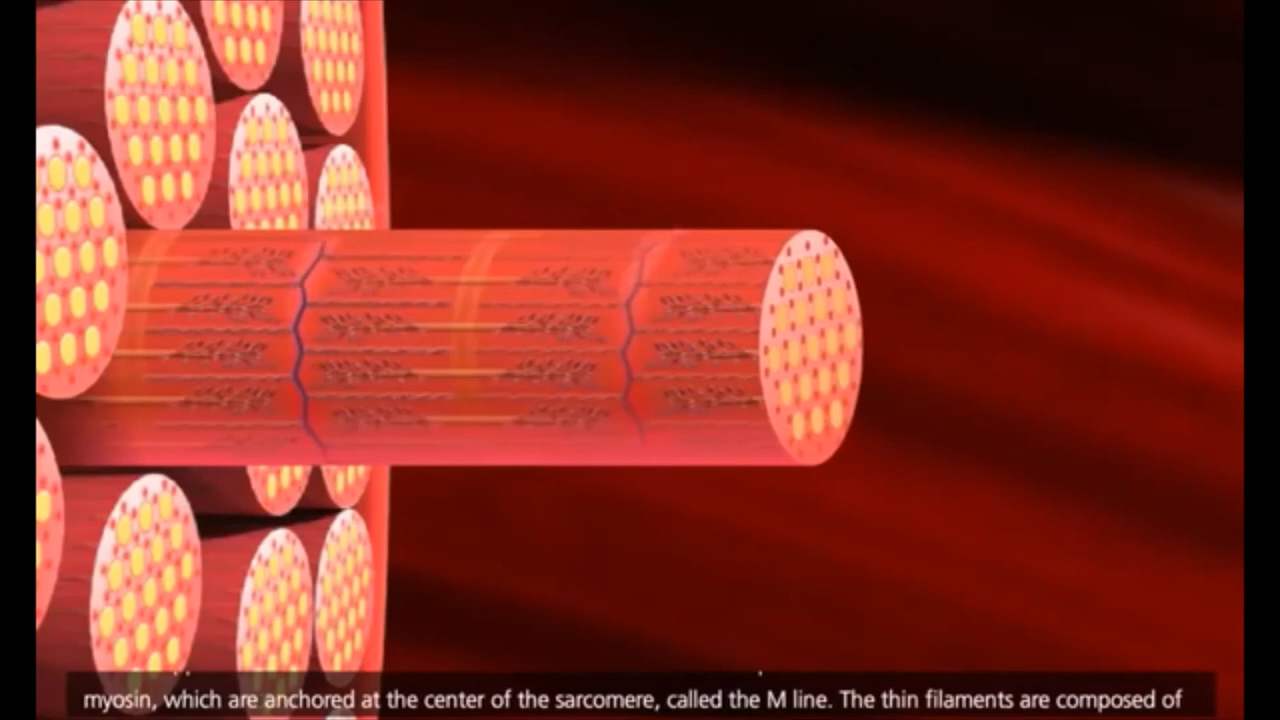 myosin, which are anchored at the center of the sarcomere, called the M line. The thin filaments are composed of